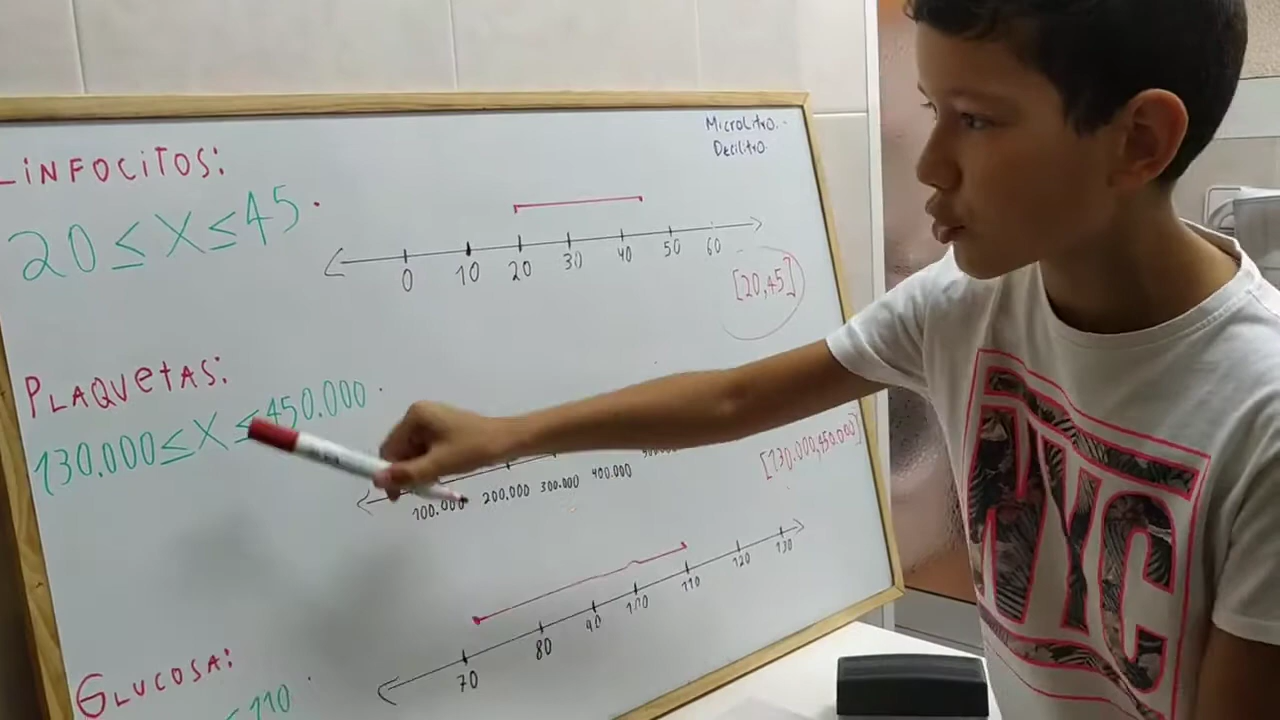 LINFOCITOS:
20 ≤ X ≤ 45.
0 10 20 30 40 50 60
MicroLitro.
Decilitro.
[20,45]
PLAQUETAS:
130.000 ≤ X ≤ 450.000
100.000 200.000 300.000 400.000
[130.000,450.000]
70 80 90 100 110 120 130
GLUCOSA:
≤ 110
NYC